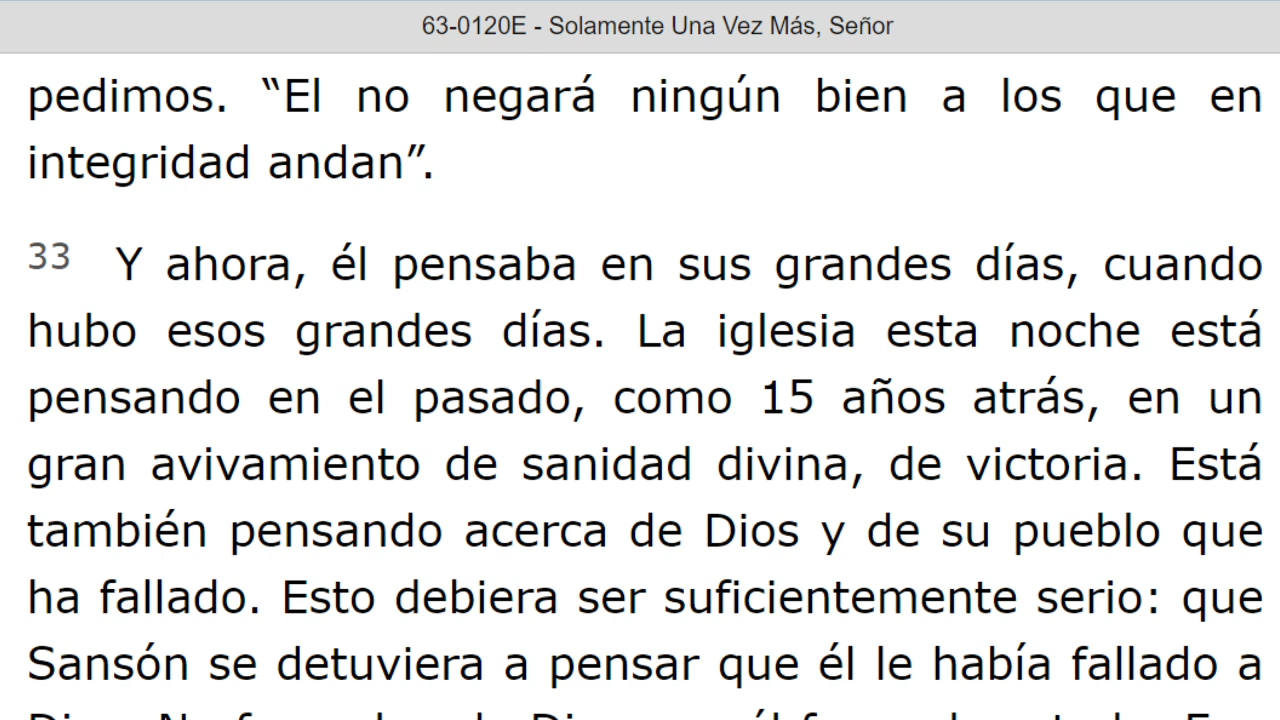 63-0120E - Solamente Una Vez Más, Señor
pedimos. “El no negará ningún bien a los que en
integridad andan”.
33 Y ahora, él pensaba en sus grandes días, cuando
hubo esos grandes días. La iglesia esta noche está
pensando en el pasado, como 15 años atrás, en un
gran avivamiento de sanidad divina, de victoria. Está
también pensando acerca de Dios y de su pueblo que
ha fallado. Esto debiera ser suficientemente serio: que
Sansón se detuviera a pensar que él le había fallado a